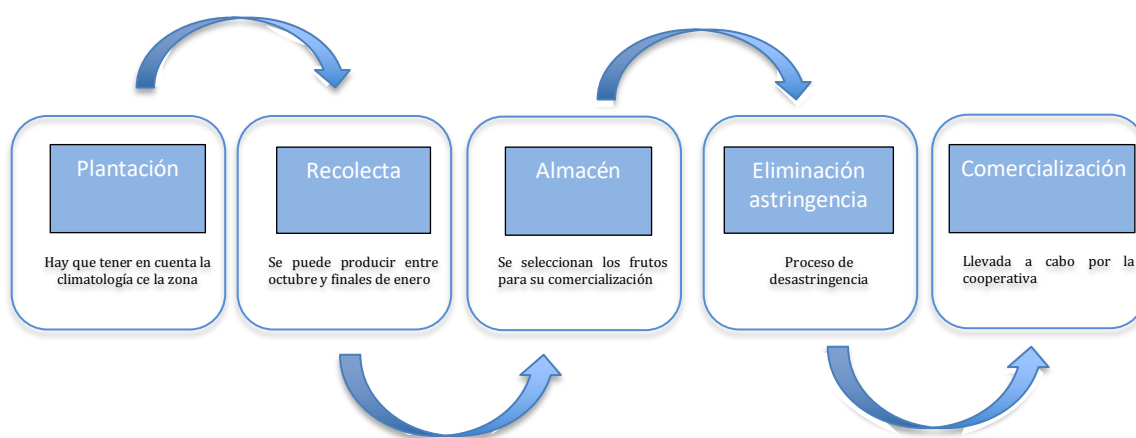 Plantación
Hay que tener en cuenta la
climatología ce la zona
Recolecta
Se puede producir entre
octubre y finales de enero
Almacén
Se seleccionan los frutos
para su comercialización
Eliminación
astringencia
Proceso de
desastringencia
Comercialización
Llevada a cabo por la
cooperativa